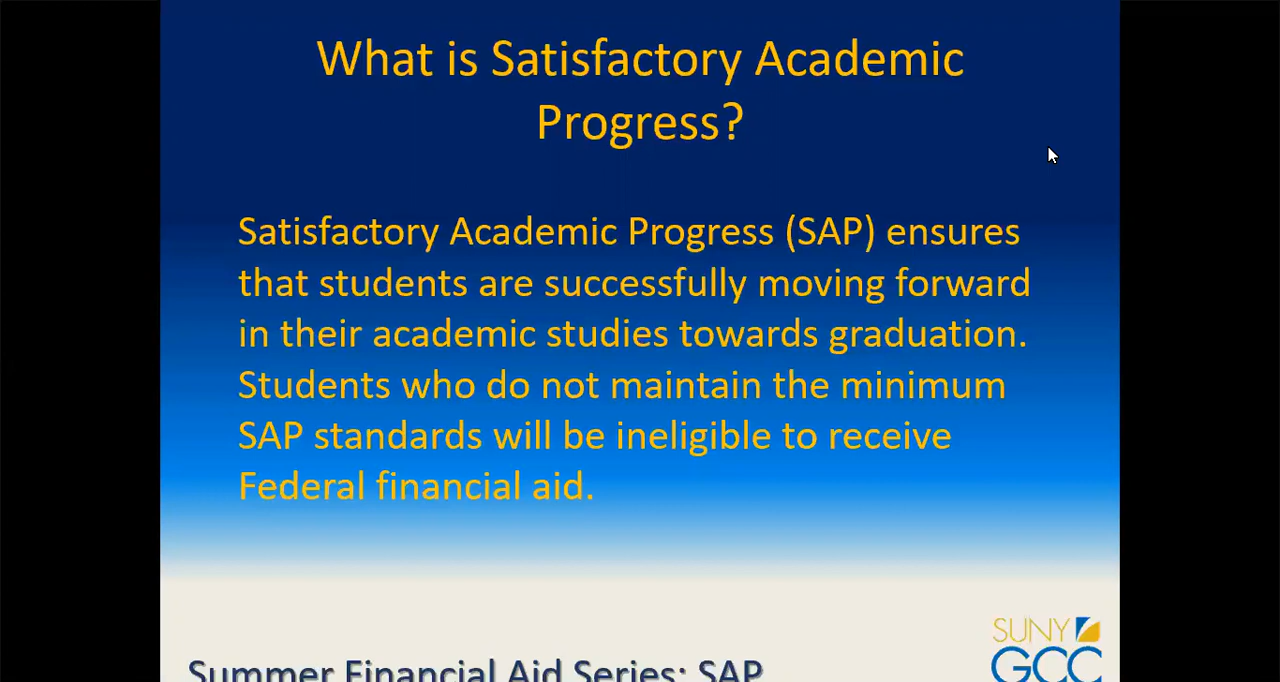 What is Satisfactory Academic
Progress?
Satisfactory Academic Progress (SAP) ensures
that students are successfully moving forward
in their academic studies towards graduation.
Students who do not maintain the minimum
SAP standards will be ineligible to receive
Federal financial aid.
SUNY
GCC
Summer Financial Aid Series: SAP